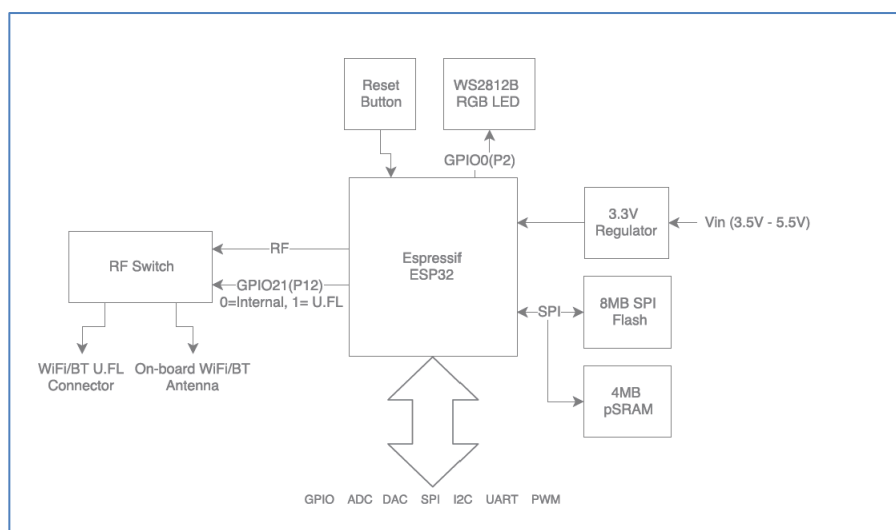 Reset
Button
WS2812B
RGB LED
GPIO0(P2)
3.3V
Regulator
Vin (3.5V - 5.5V)
Espressif
ESP32
RF Switch
RF
GPIO21(P12)
0=Internal, 1= U.FL
SPI
8MB SPI
Flash
4MB
pSRAM
WiFi/BT U.FL
Connector
On-board WiFi/BT
Antenna
GPIO ADC DAC SPI I2C UART PWM